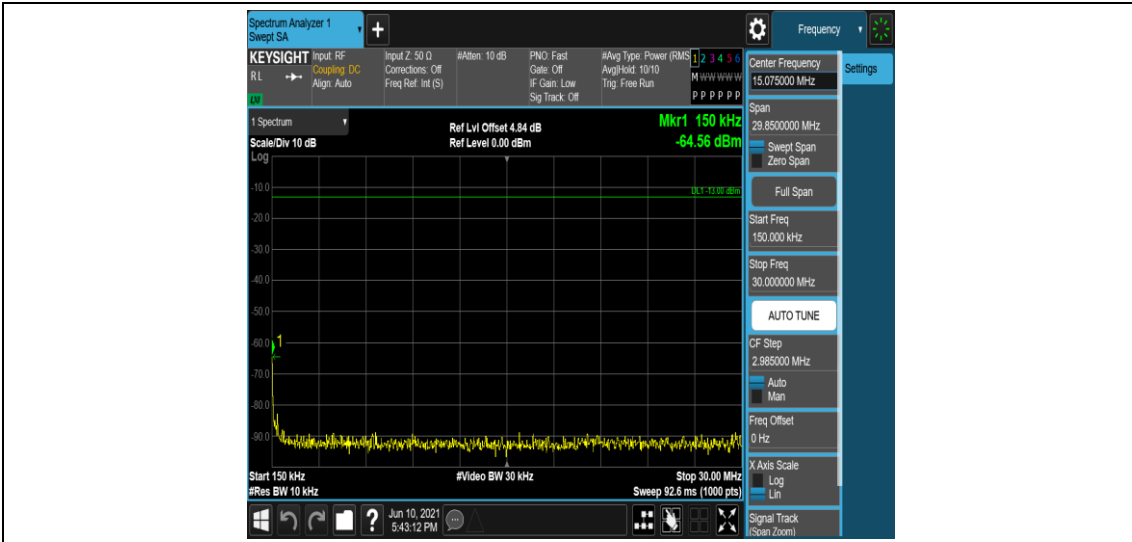 Spectrum Analyzer 1
Swept SA
+
Frequency
KEYSIGHT
RL
LXI
Input: RF
Coupling: DC
Align: Auto
Input Z: 50 Ω
Corrections: Off
Freq Ref: Int (S)
#Atten: 10 dB
PNO: Fast
Gate: Off
IF Gain: Low
Sig Track: Off
#Avg Type: Power (RMS
Avg|Hold: 10/10
Trig: Free Run
1 2 3 4 5 6
M W W W W W
P P P P P P
1 Spectrum
Scale/Div 10 dB
Log
Ref Lvl Offset 4.84 dB
Ref Level 0.00 dBm
Mkr1 150 kHz
-64.56 dBm
DL1 -13.00 dBm
-10.0
-20.0
-30.0
-40.0
-50.0
-60.0
1
-70.0
-80.0
-90.0
Start 150 kHz
#Res BW 10 kHz
#Video BW 30 kHz
Stop 30.00 MHz
Sweep 92.6 ms (1000 pts)
Center Frequency
15.075000 MHz
Settings
Span
29.8500000 MHz
Swept Span
Zero Span
Full Span
Start Freq
150.000 kHz
Stop Freq
30.000000 MHz
AUTO TUNE
CF Step
2.985000 MHz
Auto
Man
Freq Offset
0 Hz
X Axis Scale
Log
Lin
Signal Track
(Span Zoom)
?
Jun 10, 2021
5:43:12 PM